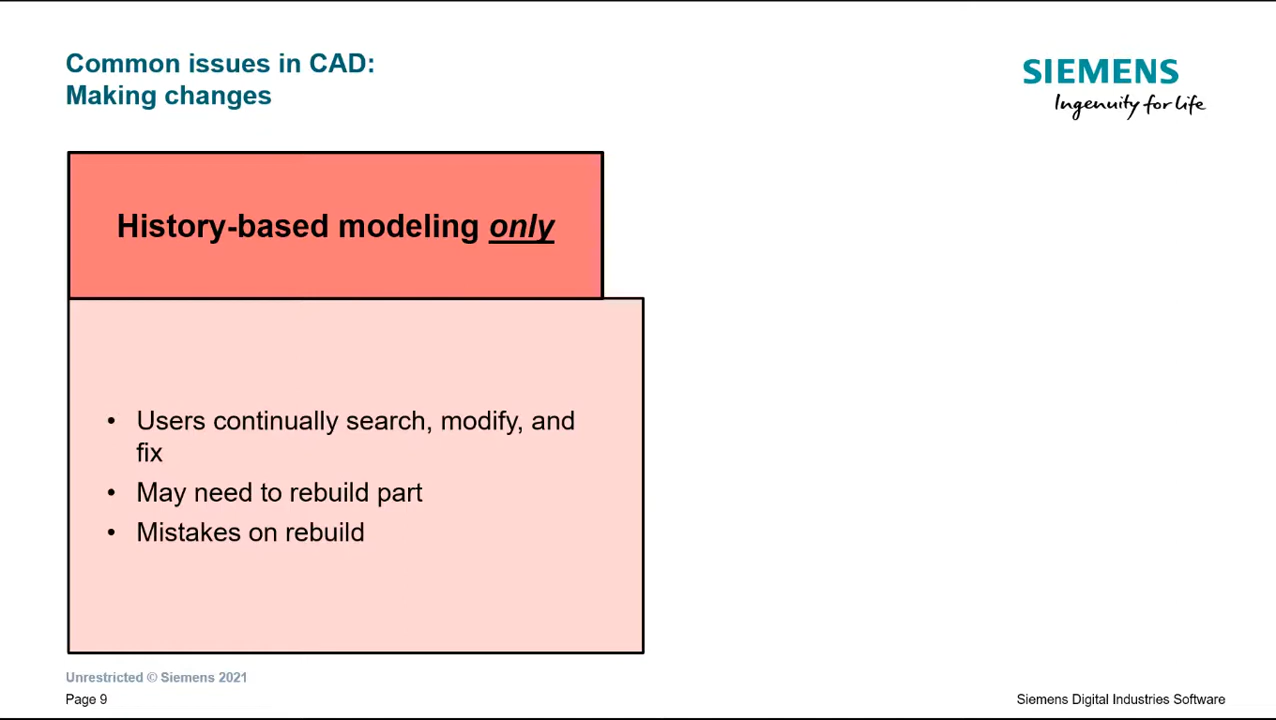 Common issues in CAD:
Making changes
SIEMENS
Ingenuity for life
History-based modeling only
• Users continually search, modify, and
fix
• May need to rebuild part
• Mistakes on rebuild
Unrestricted © Siemens 2021
Page 9
Siemens Digital Industries Software